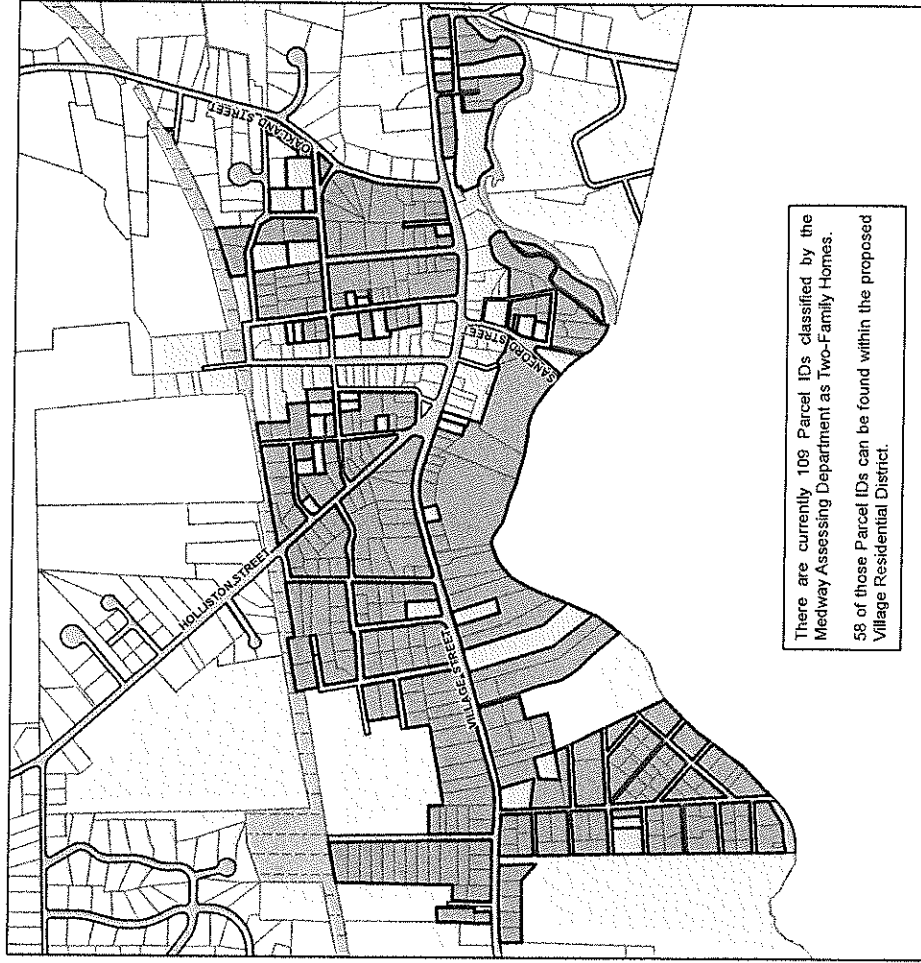 OAKLAND STREET
HOLLISTON STREET
SANFORD STREET
VILLAGE STREET
There are currently 109 Parcel IDs classified by the
Medway Assessing Department as Two-Family Homes.
58 of those Parcel IDs can be found within the proposed
Village Residential District.